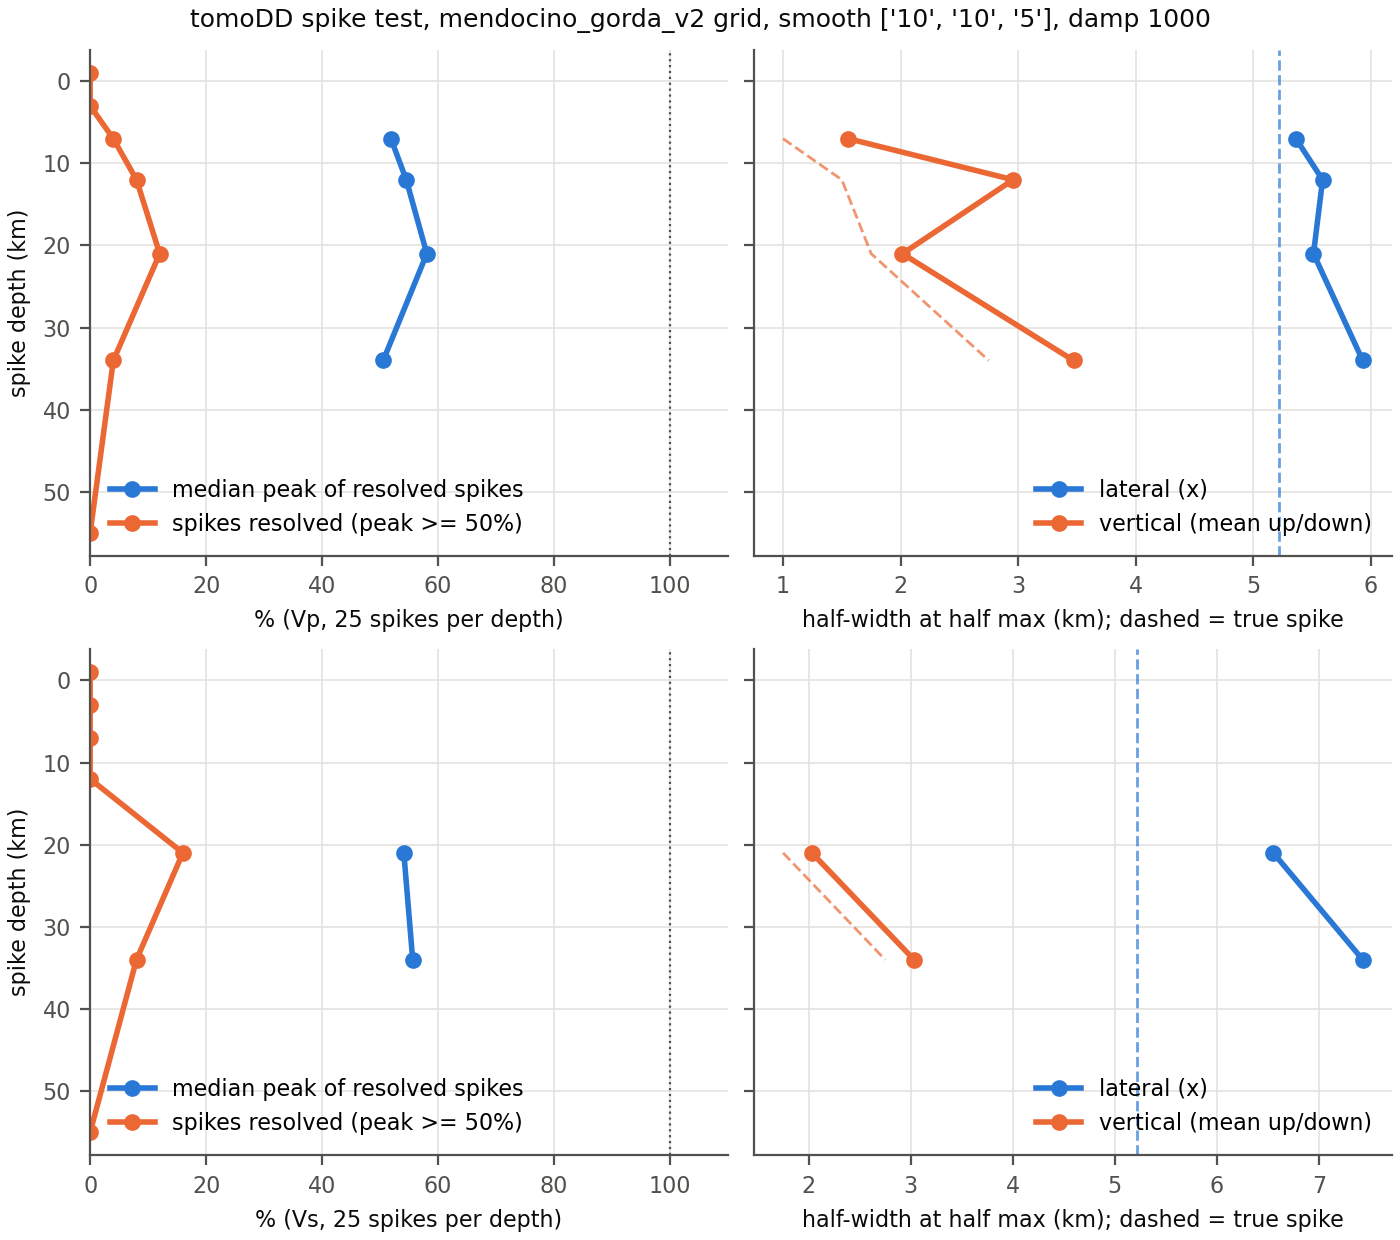 tomoDD spike test, mendocino_gorda_v2 grid, smooth ['10', '10', '5'], damp 1000
spike depth (km)
0
10
20
30
40
50
median peak of resolved spikes
spikes resolved (peak >= 50%)
0 20 40 60 80 100
% (Vp, 25 spikes per depth)
lateral (x)
vertical (mean up/down)
1 2 3 4 5 6
half-width at half max (km); dashed = true spike
spike depth (km)
0
10
20
30
40
50
median peak of resolved spikes
spikes resolved (peak >= 50%)
0 20 40 60 80 100
% (Vs, 25 spikes per depth)
lateral (x)
vertical (mean up/down)
2 3 4 5 6 7
half-width at half max (km); dashed = true spike